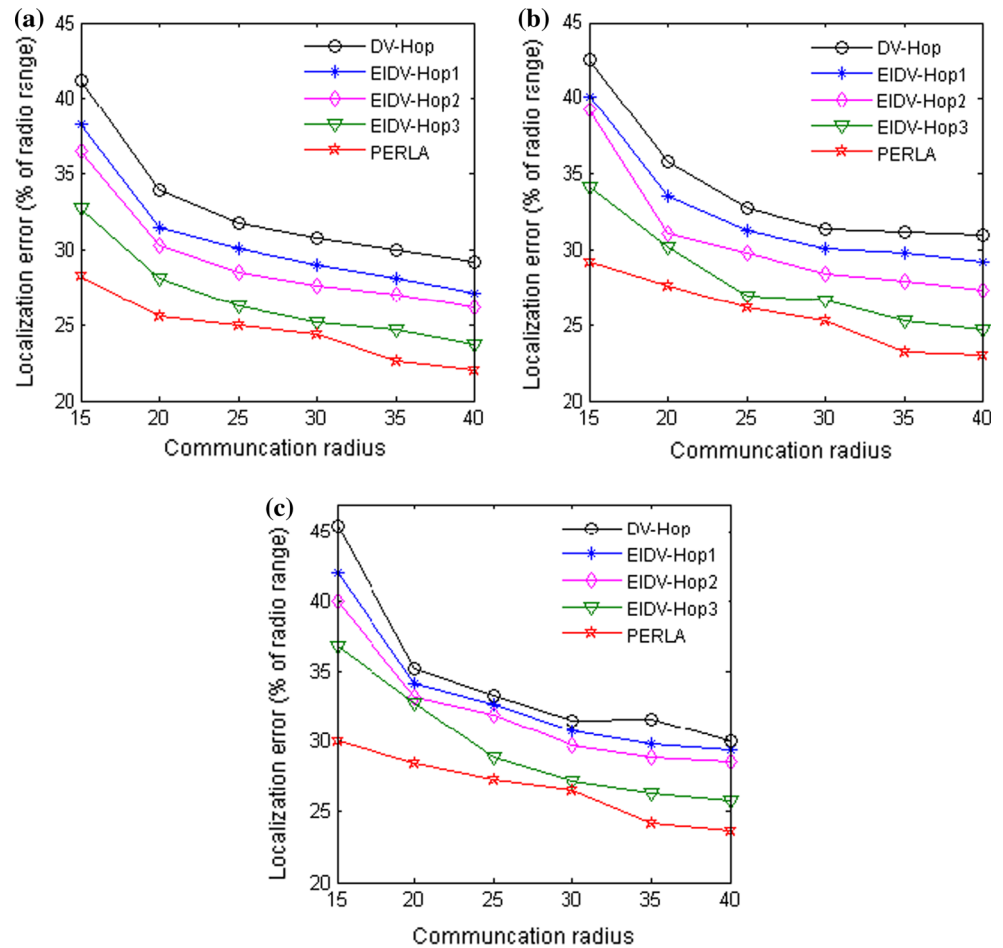 (a)
45
40
35
30
25
20
Localization error (% of radio range)
DV-Hop
EIDV-Hop1
EIDV-Hop2
EIDV-Hop3
PERLA
15 20 25 30 35 40
Communcation radius
(b)
45
40
35
30
25
20
Localization error (% of radio range)
DV-Hop
EIDV-Hop1
EIDV-Hop2
EIDV-Hop3
PERLA
15 20 25 30 35 40
Communcation radius
(c)
45
40
35
30
25
20
Localization error (% of radio range)
DV-Hop
EIDV-Hop1
EIDV-Hop2
EIDV-Hop3
PERLA
15 20 25 30 35 40
Communcation radius